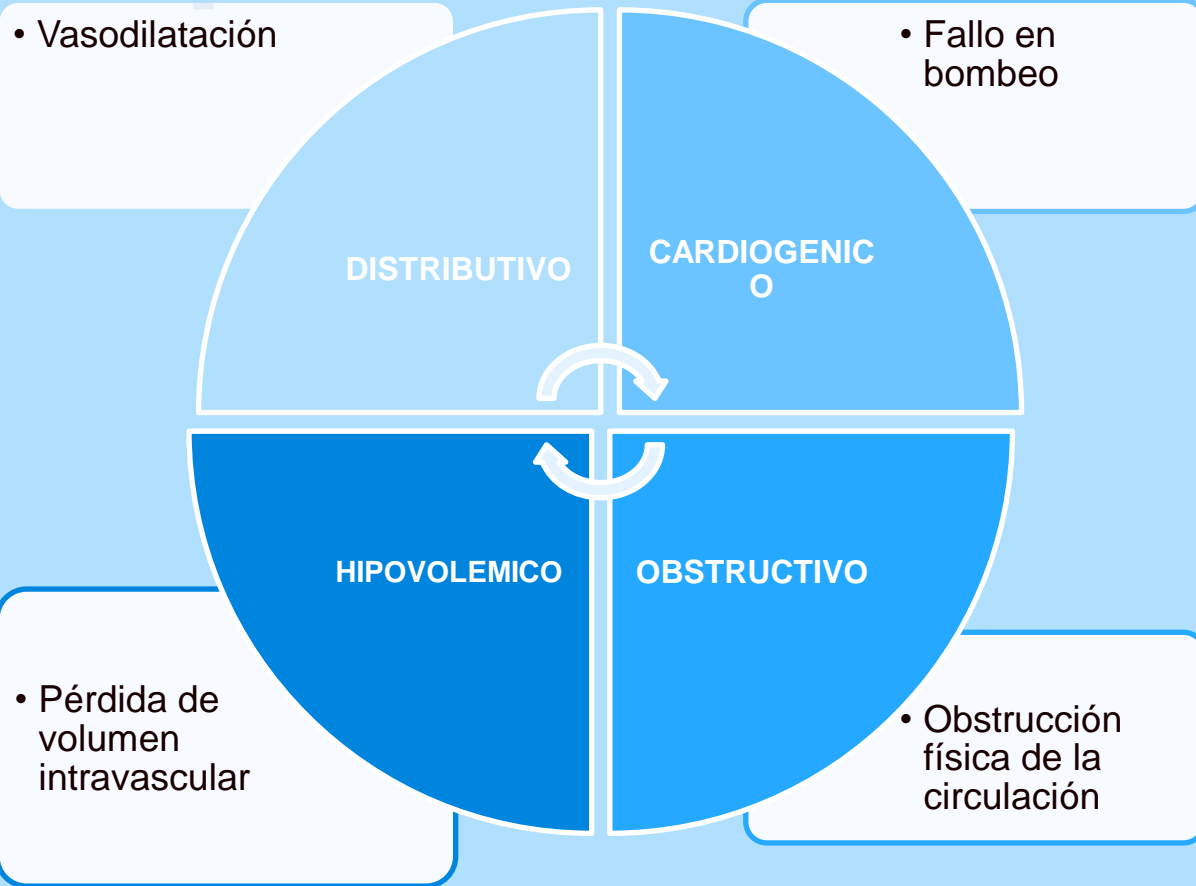 • Vasodilatación
• Fallo en
bombeo
DISTRIBUTIVO
CARDIOGENIC
O
HIPOVOLEMICO
OBSTRUCTIVO
• Pérdida de
volumen
intravascular
• Obstrucción
física de la
circulación